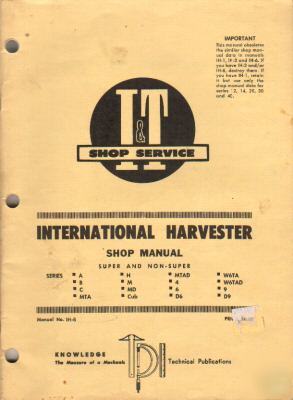 IMPORTANT
This manual obsoletes
the similar shop man-
ual data in manuals
IH-1, IH-3 and IH-6. If
you have IH-3 and/or
IH-6, destroy them. If
you have IH-1, retain
it but use only the
shop manual data for
series 12, 14, 20, 30
and 40.
I&T
SHOP SERVICE
INTERNATIONAL HARVESTER
SHOP MANUAL
SUPER AND NON-SUPER
SERIES • A • H • MTAD • W6TA
• B • M • 4 • W6TAD
• C • MD • 6 • 9
• MTA • Cub • D6 • D9
Manual No. IH-8
KNOWLEDGE
The Measure of a Mechanic
Technical Publications